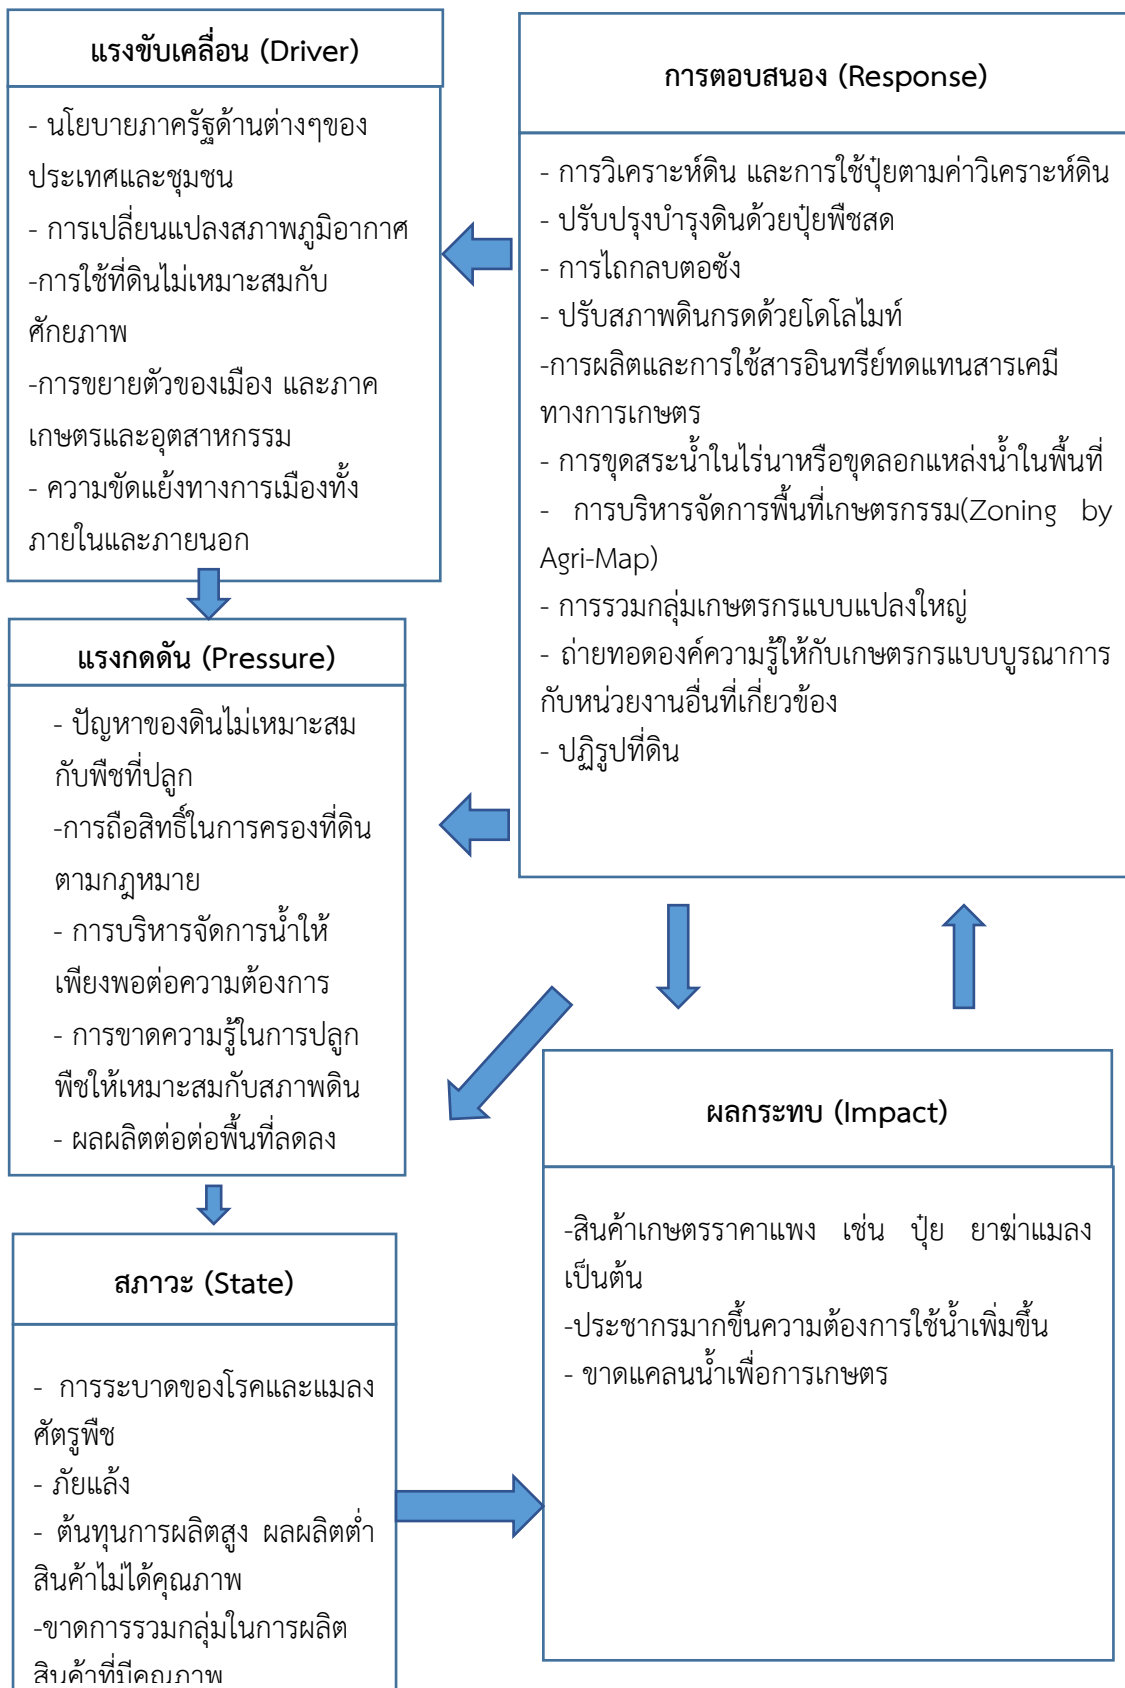 แรงขับเคลื่อน (Driver)
- นโยบายภาครัฐด้านต่างๆของ
ประเทศและชุมชน
- การเปลี่ยนแปลงสภาพภูมิอากาศ
-การใช้ที่ดินไม่เหมาะสมกับ
ศักยภาพ
-การขยายตัวของเมือง และภาค
เกษตรและอุตสาหกรรม
- ความขัดแย้งทางการเมืองทั้ง
ภายในและภายนอก
การตอบสนอง (Response)
- การวิเคราะห์ดิน และการใช้ปุ๋ยตามค่าวิเคราะห์ดิน
- ปรับปรุงบำรุงดินด้วยปุ๋ยพืชสด
- การไถกลบตอซัง
- ปรับสภาพดินกรดด้วยโดโลไมท์
-การผลิตและการใช้สารอินทรีย์ทดแทนสารเคมี
ทางการเกษตร
- การขุดสระน้ำในไร่นาหรือขุดลอกแหล่งน้ำในพื้นที่
- การบริหารจัดการพื้นที่เกษตรกรรม(Zoning by
Agri-Map)
- การรวมกลุ่มเกษตรกรแบบแปลงใหญ่
- ถ่ายทอดองค์ความรู้ให้กับเกษตรกรแบบบูรณาการ
กับหน่วยงานอื่นที่เกี่ยวข้อง
- ปฏิรูปที่ดิน
แรงกดดัน (Pressure)
- ปัญหาของดินไม่เหมาะสม
กับพืชที่ปลูก
-การถือสิทธิ์ในการครองที่ดิน
ตามกฎหมาย
- การบริหารจัดการน้ำให้
เพียงพอต่อความต้องการ
- การขาดความรู้ในการปลูก
พืชให้เหมาะสมกับสภาพดิน
- ผลผลิตต่อต่อพื้นที่ลดลง
สภาวะ (State)
- การระบาดของโรคและแมลง
ศัตรูพืช
- ภัยแล้ง
- ต้นทุนการผลิตสูง ผลผลิตต่ำ
สินค้าไม่ได้คุณภาพ
-ขาดการรวมกลุ่มในการผลิต
สินค้าที่มีคุณภาพ
ผลกระทบ (Impact)
-สินค้าเกษตรราคาแพง เช่น ปุ๋ย ยาฆ่าแมลง
เป็นต้น
-ประชากรมากขึ้นความต้องการใช้น้ำเพิ่มขึ้น
- ขาดแคลนน้ำเพื่อการเกษตร